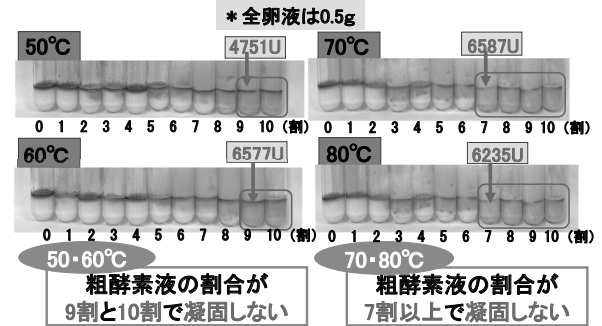 *全卵液は0.5g
50℃
4751U
0 1 2 3 4 5 6 7 8 9 10 (割)
70℃
6587U
0 1 2 3 4 5 6 7 8 9 10 (割)
60℃
6577U
0 1 2 3 4 5 6 7 8 9 10 (割)
80℃
6235U
0 1 2 3 4 5 6 7 8 9 10 (割)
50・60℃
粗酵素液の割合が
9割と10割で凝固しない
70・80℃
粗酵素液の割合が
7割以上で凝固しない